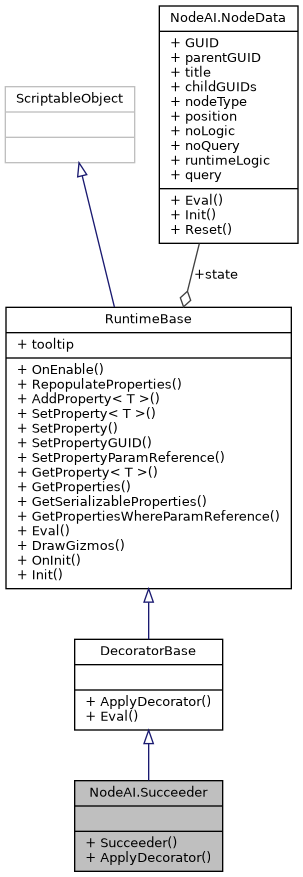 NodeAI.NodeData
+ GUID
+ parentGUID
+ title
+ childGUIDs
+ nodeType
+ position
+ noLogic
+ noQuery
+ runtimeLogic
+ query
+ Eval()
+ Init()
+ Reset()
ScriptableObject
+state
RuntimeBase
+ tooltip
+ OnEnable()
+ RepopulateProperties()
+ AddProperty< T >()
+ SetProperty< T >()
+ SetProperty()
+ SetPropertyGUID()
+ SetPropertyParamReference()
+ GetProperty< T >()
+ GetProperties()
+ GetSerializableProperties()
+ GetPropertiesWhereParamReference()
+ Eval()
+ DrawGizmos()
+ OnInit()
+ Init()
DecoratorBase
+ ApplyDecorator()
+ Eval()
NodeAI.Succeeder
+ Succeeder()
+ ApplyDecorator()